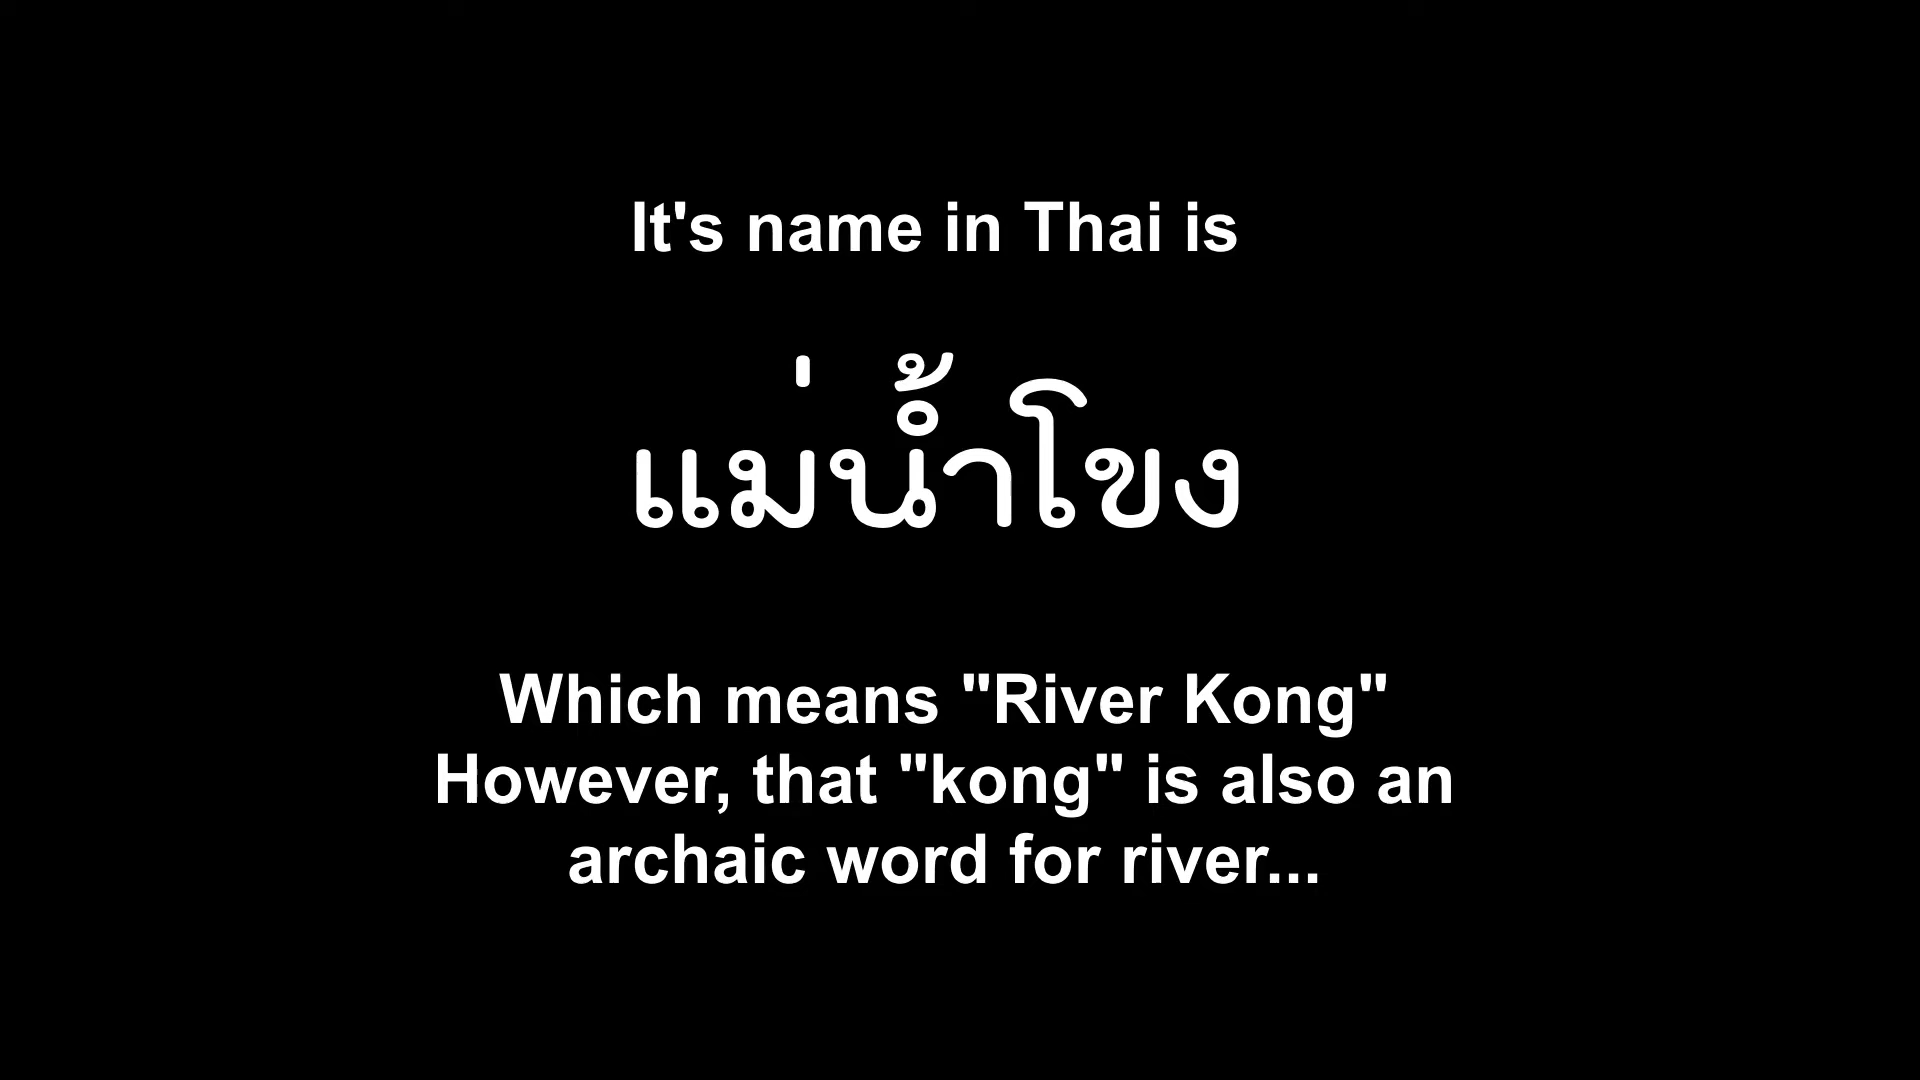 It's name in Thai is
แม่น้ำโขง
Which means "River Kong"
However, that "kong" is also an
archaic word for river...